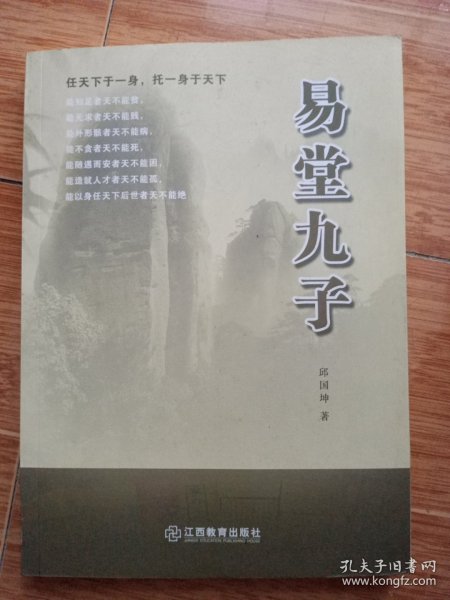 任天下于一身，托一身于天下
能知足者天不能贫，
能无求者天不能贱，
能外形骸者天不能病，
能不贪者天不能死，
能随遇而安者天不能困，
能造就人才者天不能孤，
能以身任天下后世者天不能绝
易堂九子
邱国坤 著
江西教育出版社
JIANGXI EDUCATION PUBLISHING HOUSE
孔夫子旧书网
www.kongfz.com